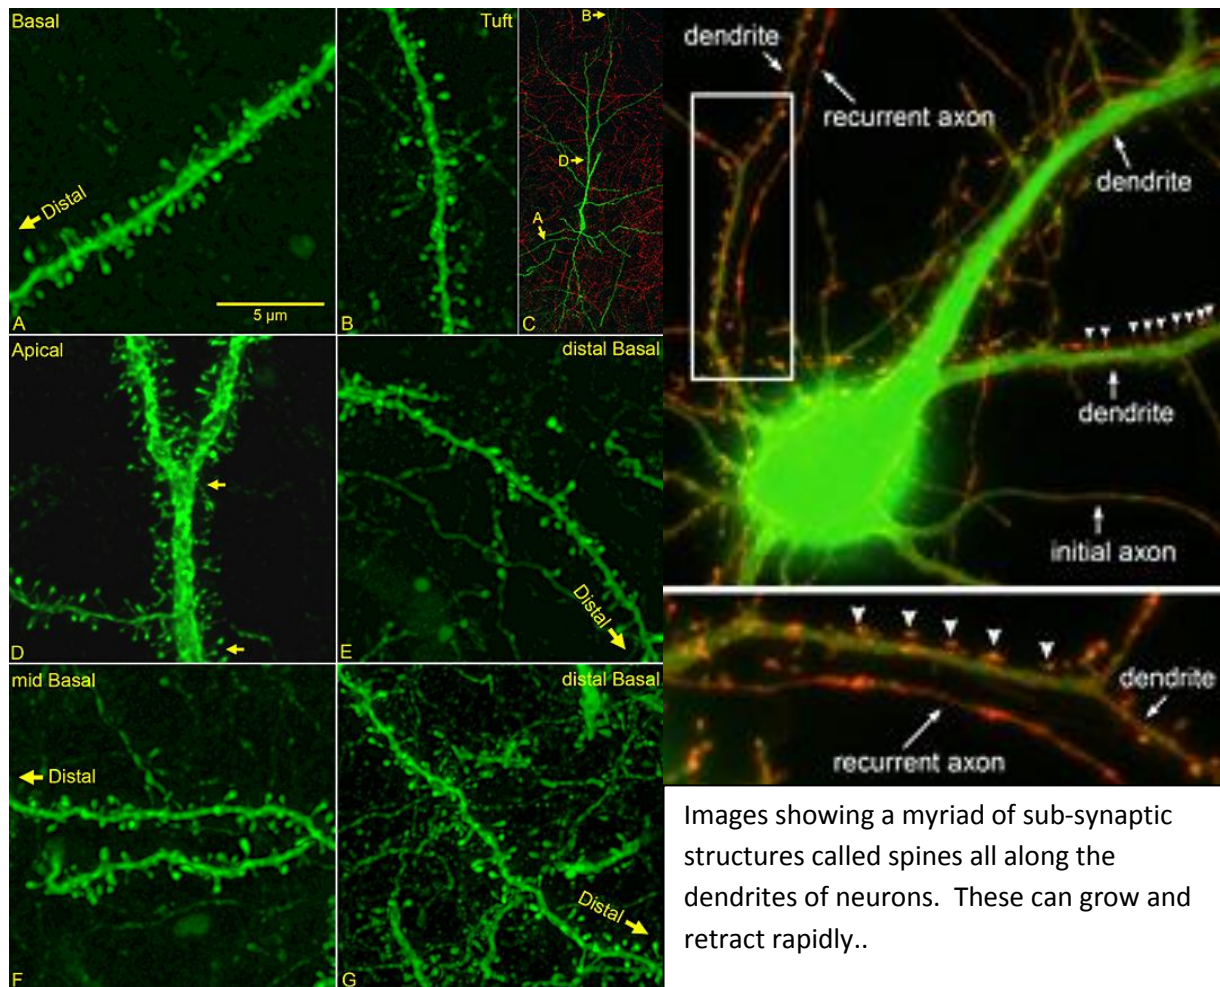 Basal
Distal
5 µm
A
Tuft
B
B
D
A
C
Apical
D
distal Basal
Distal
E
mid Basal
Distal
F
distal Basal
Distal
G
dendrite
recurrent axon
dendrite
dendrite
initial axon
dendrite
recurrent axon
Images showing a myriad of sub-synaptic
structures called spines all along the
dendrites of neurons.  These can grow and
retract rapidly..